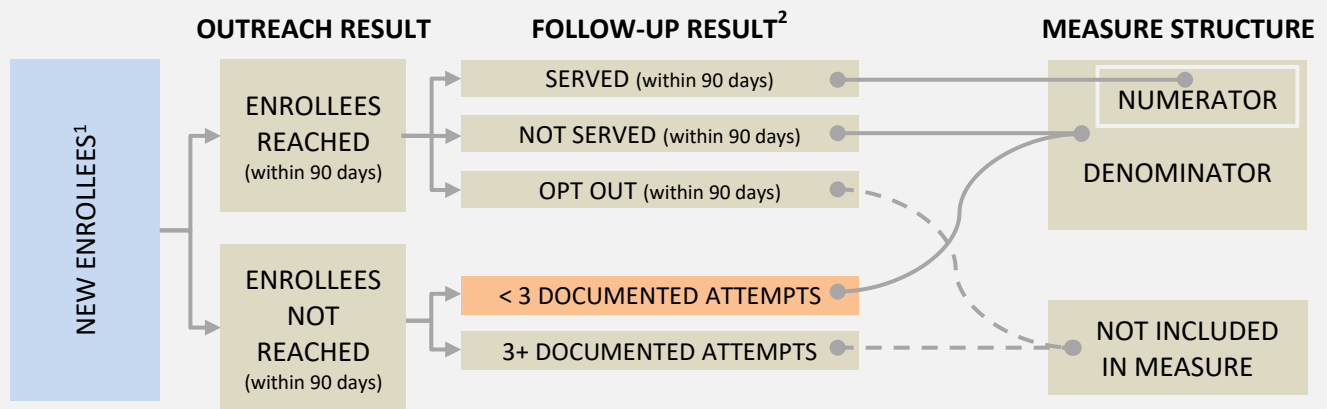 OUTREACH RESULT
FOLLOW-UP RESULT²
MEASURE STRUCTURE
NEW ENROLLEES¹
ENROLLEES
REACHED
(within 90 days)
ENROLLEES
NOT
REACHED
(within 90 days)
SERVED (within 90 days)
NOT SERVED (within 90 days)
OPT OUT (within 90 days)
< 3 DOCUMENTED ATTEMPTS
3+ DOCUMENTED ATTEMPTS
NUMERATOR
DENOMINATOR
NOT INCLUDED
IN MEASURE